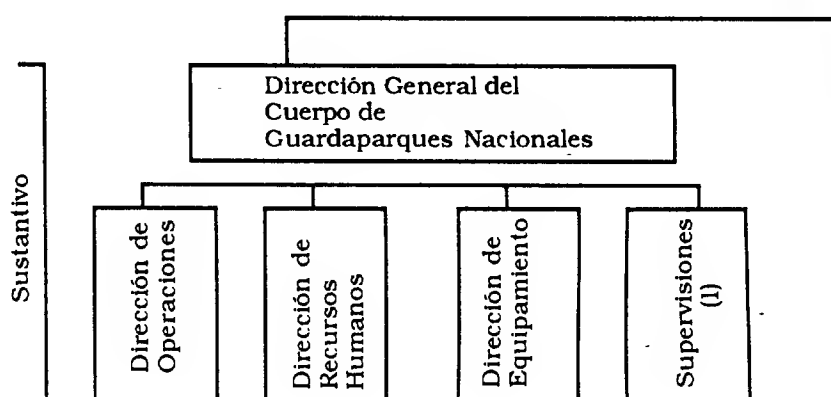 Dirección General del
Cuerpo de
Guardaparques Nacionales
Sustantivo
Dirección de
Operaciones
Dirección de
Recursos
Humanos
Dirección de
Equipamiento
Supervisiones
(1)